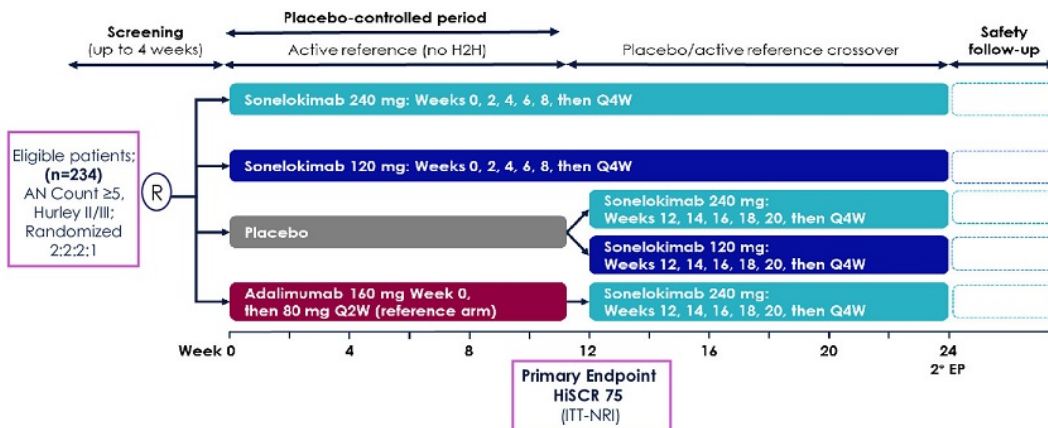 Placebo-controlled period
Screening
(up to 4 weeks)
Active reference (no H2H)
Placebo/active reference crossover
Safety
follow-up
Sonelokimab 240 mg: Weeks 0, 2, 4, 6, 8, then Q4W
Eligible patients;
(n=234)
AN Count ≥5,
Hurley II/III;
Randomized
2:2:2:1
R
Sonelokimab 120 mg: Weeks 0, 2, 4, 6, 8, then Q4W
Placebo
Sonelokimab 240 mg:
Weeks 12, 14, 16, 18, 20, then Q4W
Sonelokimab 120 mg:
Weeks 12, 14, 16, 18, 20, then Q4W
Adalimumab 160 mg Week 0,
then 80 mg Q2W (reference arm)
Sonelokimab 240 mg:
Weeks 12, 14, 16, 18, 20, then Q4W
Week 0 4 8 12 16 20 24
2° EP
Primary Endpoint
HiSCR 75
(ITT-NRI)